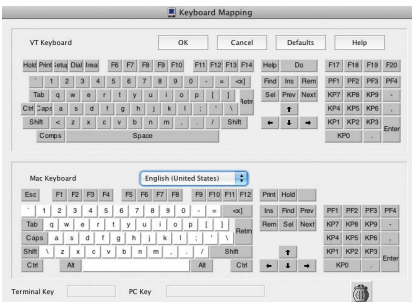 Keyboard Mapping
VT Keyboard OK Cancel Defaults Help
Hold Print Setup Dial Break F6 F7 F8 F9 F10 F11 F12 F13 F14 Help Do F17 F18 F19 F20
` 1 2 3 4 5 6 7 8 9 0 - = <x] Find Ins Rem PF1 PF2 PF3 PF4
Tab q w e r t y u i o p [ ] Retrn Sel Prev Next KP7 KP8 KP9 -
Ctrl Caps a s d f g h j k l ; ' \ KP4 KP5 KP6 ,
Shift < z x c v b n m , . / Shift KP1 KP2 KP3 Enter
Comps Space KP0 .
Mac Keyboard English (United States)
Esc F1 F2 F3 F4 F5 F6 F7 F8 F9 F10 F11 F12 Print Hold
` 1 2 3 4 5 6 7 8 9 0 - = <x] Ins Find Prev PF1 PF2 PF3 PF4
Tab q w e r t y u i o p [ ] Retrn Rem Sel Next KP7 KP8 KP9 -
Caps a s d f g h j k l ; ' \ KP4 KP5 KP6 ,
Shift \ z x c v b n m , . / Shift KP1 KP2 KP3 Enter
Ctrl Alt Alt Ctrl KP0 .
Terminal Key PC Key